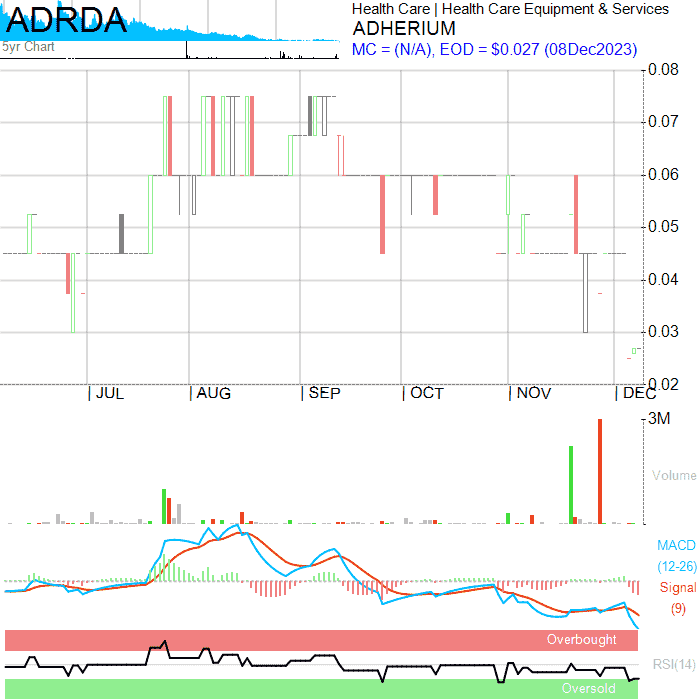 ADRDA
5yr Chart
Health Care | Health Care Equipment & Services
ADHERIUM
MC = (N/A), EOD = $0.027 (08Dec2023)
0.08
0.07
0.06
0.05
0.04
0.03
0.02
| JUL | AUG | SEP | OCT | NOV | DEC
3M
Volume
MACD
(12-26)
Signal
(9)
Overbought
RSI(14)
Oversold